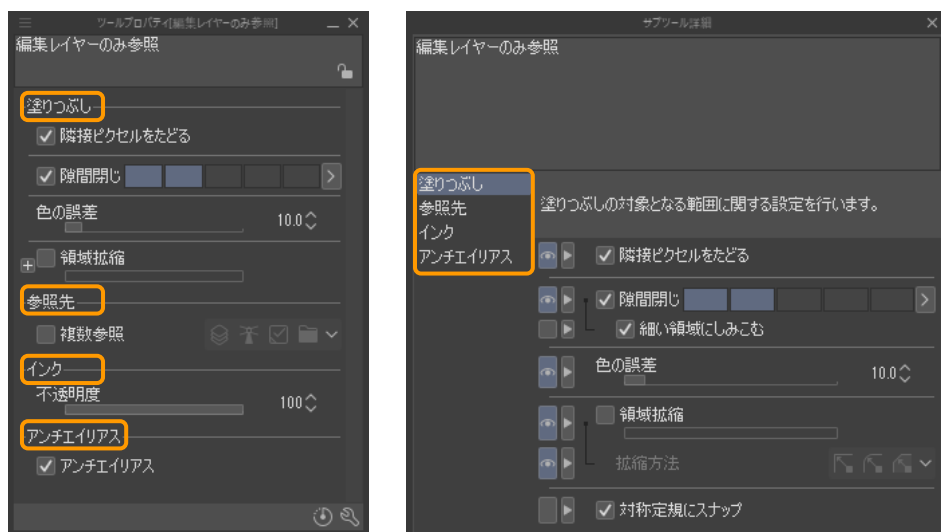 ツールプロパティ[編集レイヤーのみ参照]
編集レイヤーのみ参照
塗りつぶし
隣接ピクセルをたどる
隙間閉じ
色の誤差 10.0
領域拡縮
参照先
複数参照
インク
不透明度 100
アンチエイリアス
アンチエイリアス
サブツール詳細
編集レイヤーのみ参照
塗りつぶし
参照先
インク
アンチエイリアス
塗りつぶしの対象となる範囲に関する設定を行います。
隣接ピクセルをたどる
隙間閉じ
細い領域にしみこむ
色の誤差 10.0
領域拡縮
拡縮方法
対称定規にスナップ